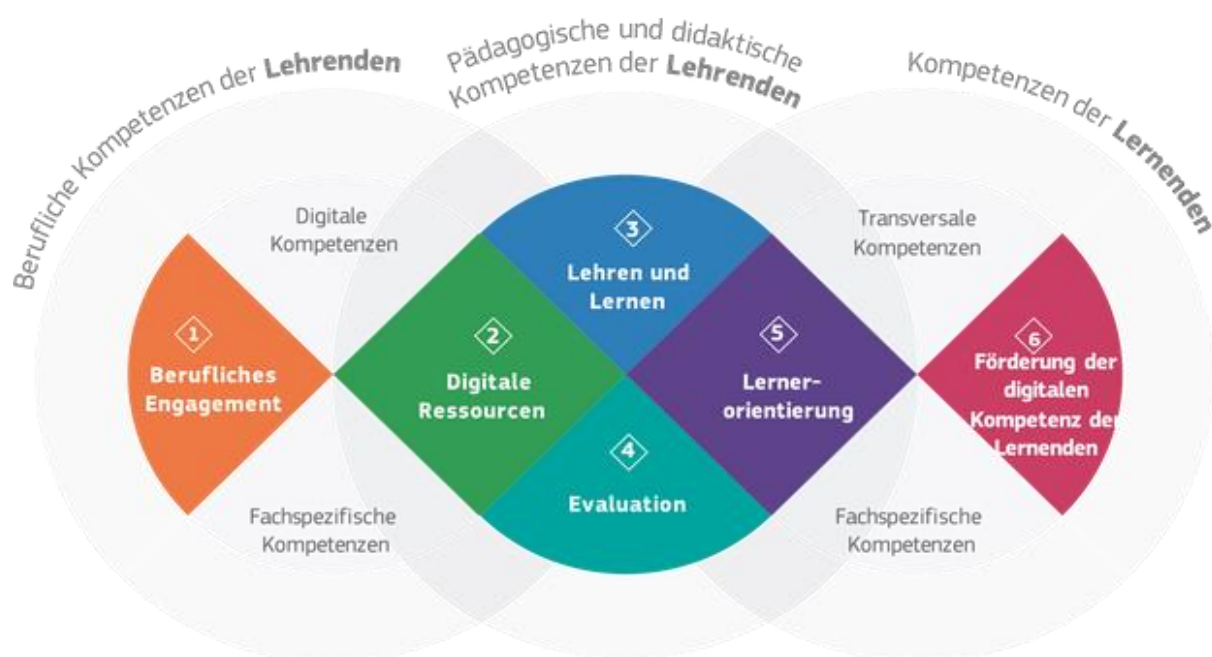 Berufliche Kompetenzen der Lehrenden
Pädagogische und didaktische
Kompetenzen der Lehrenden
Kompetenzen der Lernenden
Digitale
Kompetenzen
Transversale
Kompetenzen
1
Berufliches
Engagement
2
Digitale
Ressourcen
3
Lehren und
Lernen
4
Evaluation
5
Lerner-
orientierung
6
Förderung der
digitalen
Kompetenz der
Lernenden
Fachspezifische
Kompetenzen
Fachspezifische
Kompetenzen